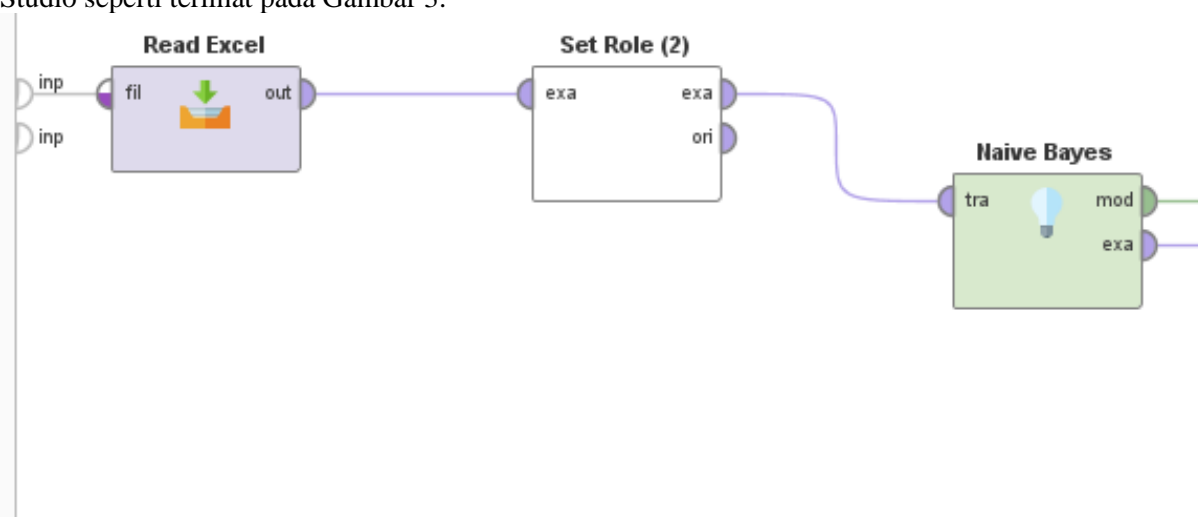 Studio seperti terlihat pada Gambar 3.
Read Excel
Set Role (2)
inp
fil
out
exa
exa
inp
ori
Naive Bayes
tra
mod
exa